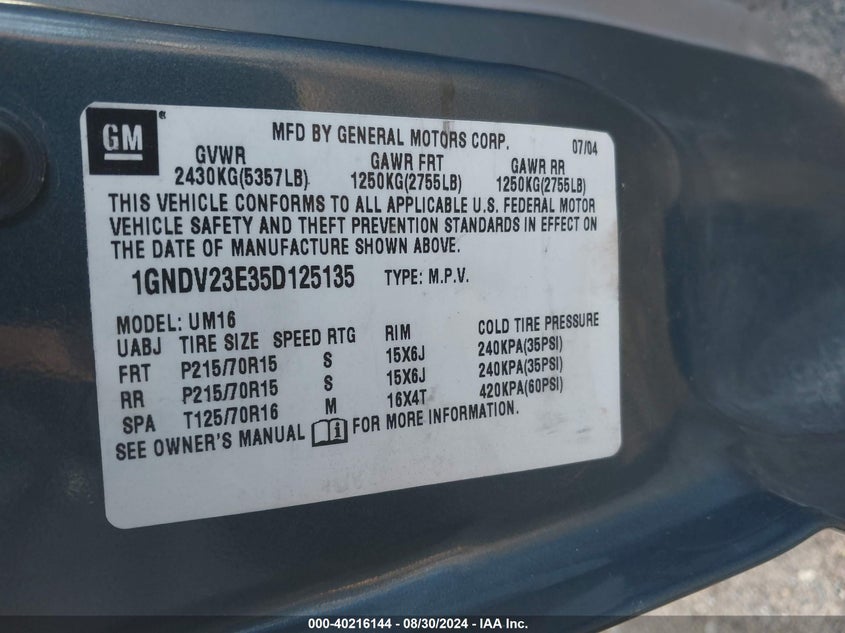 GM
MFD BY GENERAL MOTORS CORP.
07/04
GVWR GAWR FRT GAWR RR
2430KG(5357LB) 1250KG(2755LB) 1250KG(2755LB)
THIS VEHICLE CONFORMS TO ALL APPLICABLE U.S. FEDERAL MOTOR
VEHICLE SAFETY AND THEFT PREVENTION STANDARDS IN EFFECT ON
THE DATE OF MANUFACTURE SHOWN ABOVE.
1GNDV23E35D125135 TYPE: M.P.V.
MODEL: UM16
UABJ TIRE SIZE SPEED RTG RIM COLD TIRE PRESSURE
FRT P215/70R15 S 15X6J 240KPA(35PSI)
RR P215/70R15 S 15X6J 240KPA(35PSI)
SPA T125/70R16 M 16X4T 420KPA(60PSI)
SEE OWNER'S MANUAL i FOR MORE INFORMATION.
000-40216144 - 08/30/2024 - IAA Inc.